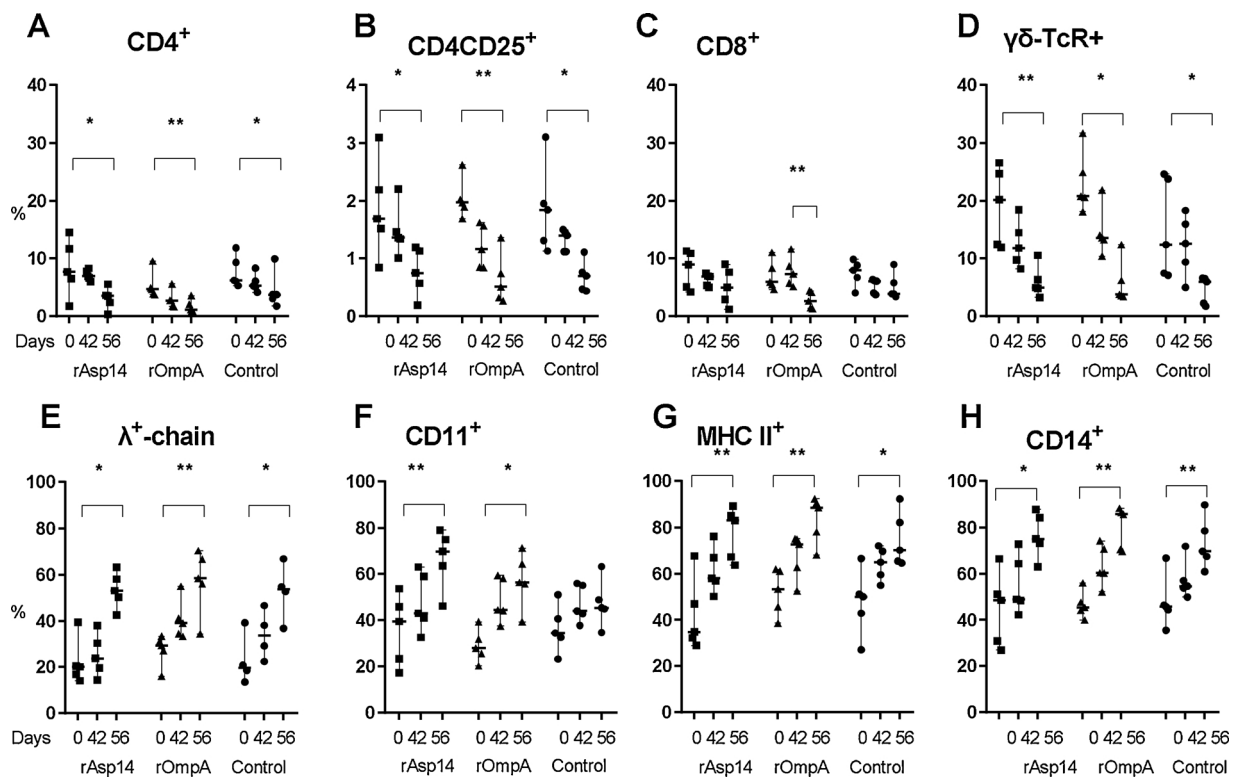 A B C D
CD4+ CD4CD25+ CD8+ γδ-TcR+
* ** * * ** * ** ** * *
40 4 40 40
30 3 30 30
20 2 20 20
%
10 1 10 10
0 0 0 0
Days 0 42 56 0 42 56 0 42 56 0 42 56 0 42 56 0 42 56 0 42 56 0 42 56 0 42 56 0 42 56 0 42 56 0 42 56
rAsp14 rOmpA Control rAsp14 rOmpA Control rAsp14 rOmpA Control rAsp14 rOmpA Control
E F G H
λ+-chain CD11+ MHC II+ CD14+
* ** * ** * ** ** * * ** **
100 100 100 100
80 80 80 80
60 60 60 60
%
40 40 40 40
20 20 20 20
0 0 0 0
Days 0 42 56 0 42 56 0 42 56 0 42 56 0 42 56 0 42 56 0 42 56 0 42 56 0 42 56 0 42 56 0 42 56 0 42 56
rAsp14 rOmpA Control rAsp14 rOmpA Control rAsp14 rOmpA Control rAsp14 rOmpA Control